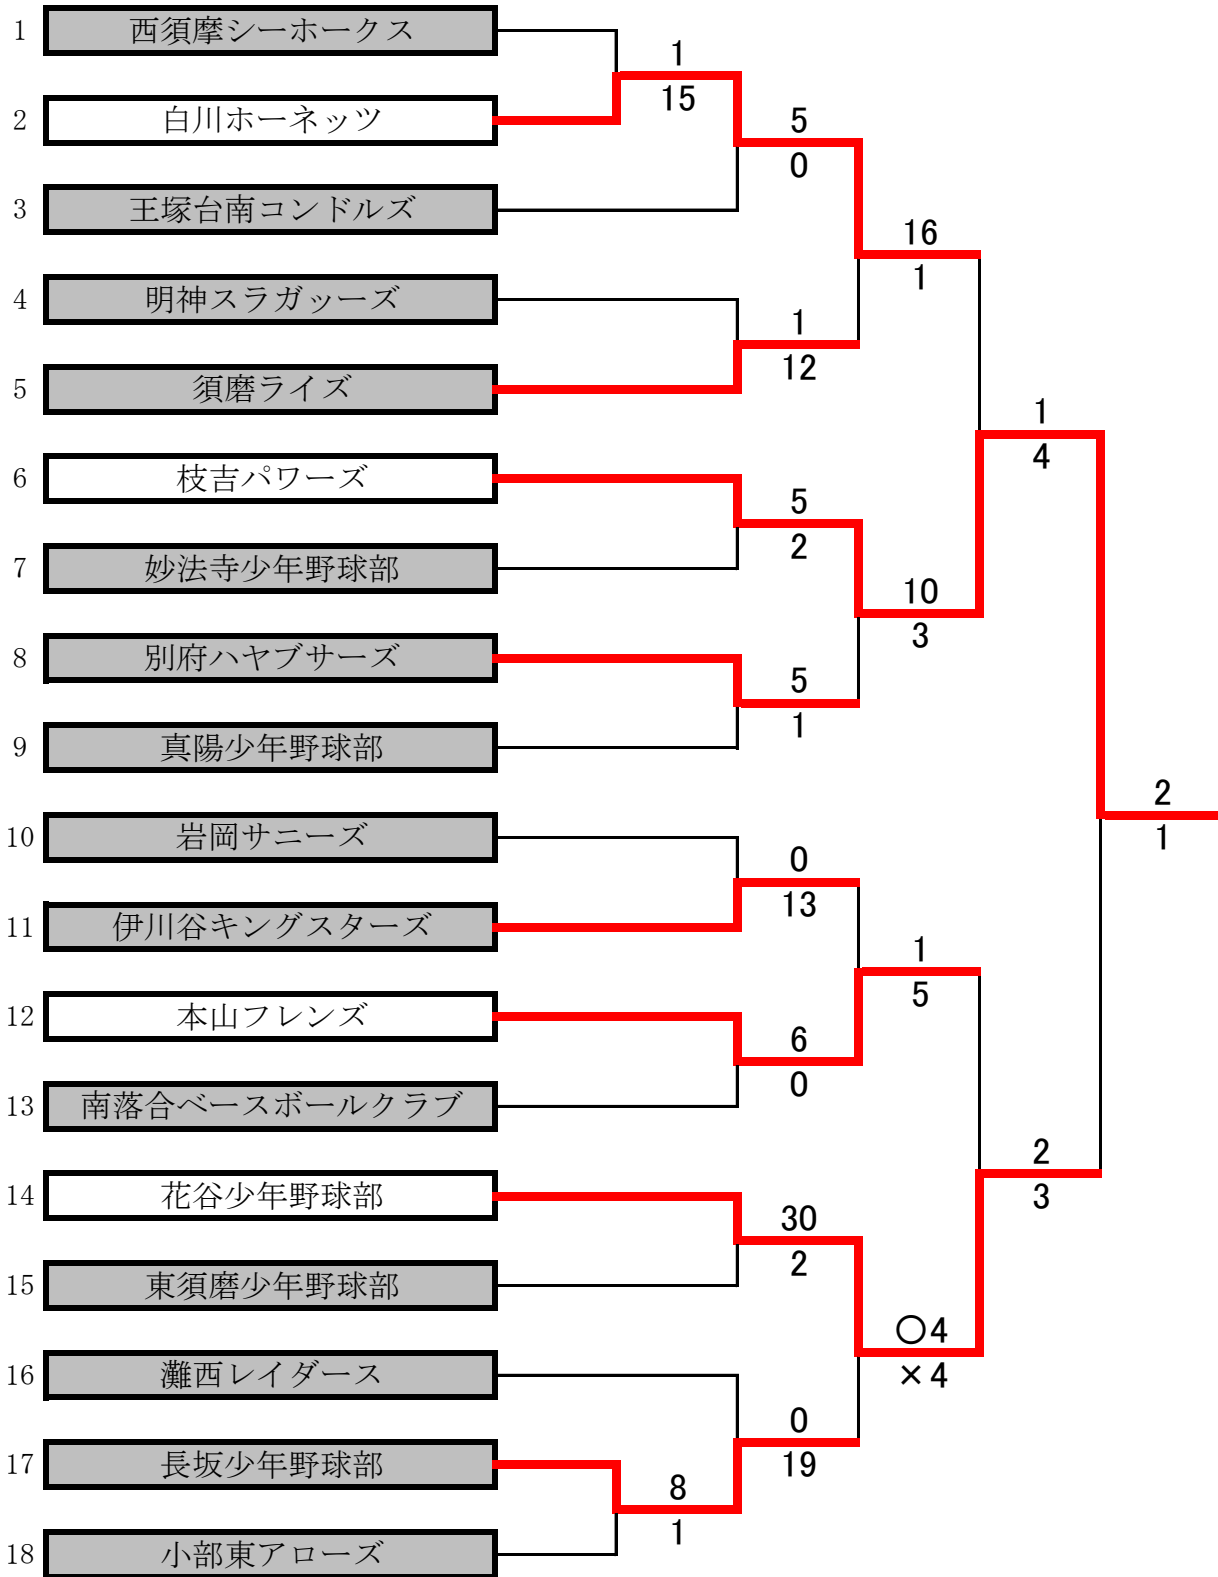 1 西須摩シーホークス
1
15
2 白川ホーネッツ
5
0
3 王塚台南コンドルズ
16
1
4 明神スラガッーズ
1
12
5 須磨ライズ
1
4
6 枝吉パワーズ
5
2
7 妙法寺少年野球部
10
3
8 別府ハヤブサーズ
5
1
9 真陽少年野球部
2
1
10 岩岡サニーズ
0
13
11 伊川谷キングスターズ
1
5
12 本山フレンズ
6
0
13 南落合ベースボールクラブ
2
3
14 花谷少年野球部
30
2
15 東須磨少年野球部
○4
×4
16 灘西レイダース
0
19
17 長坂少年野球部
8
1
18 小部東アローズ